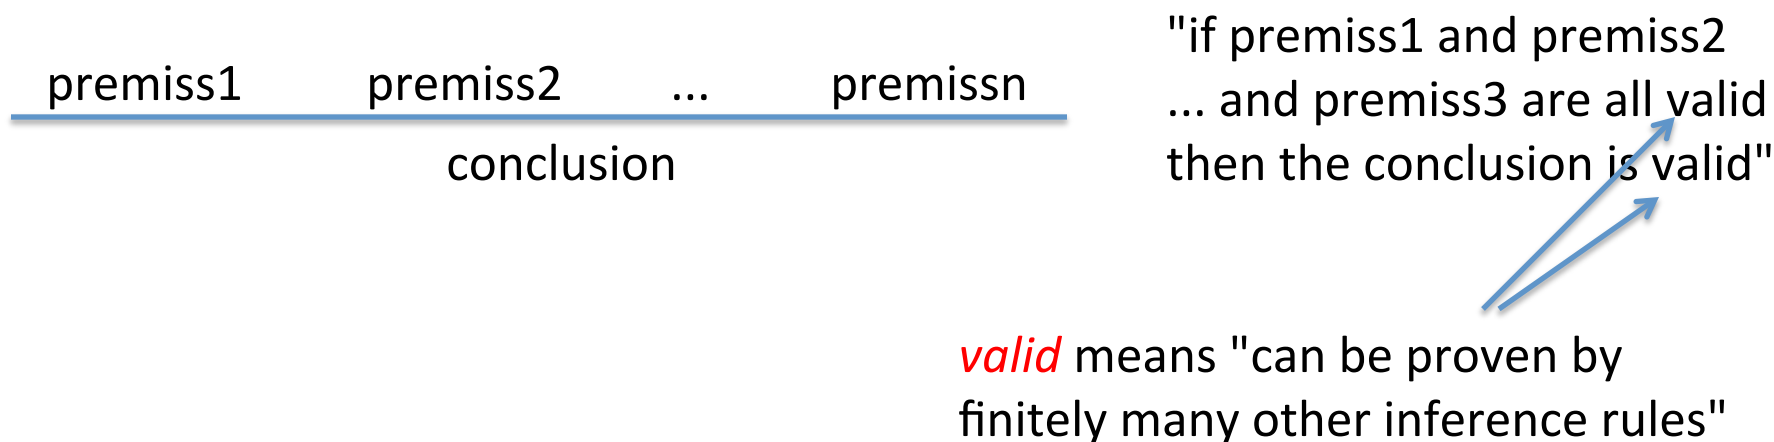 premiss1 premiss2 ... premissn
conclusion
"if premiss1 and premiss2
... and premiss3 are all valid
then the conclusion is valid"
valid means "can be proven by
finitely many other inference rules"